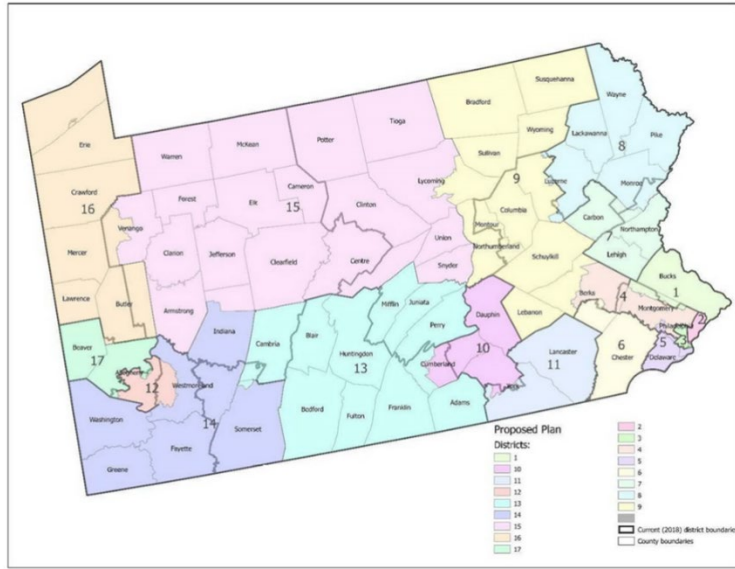 Susquehanna
Bradford
Wayne
Tioga
Potter
McKean
Warren
Erie
Wyoming
Lackawanna
Pike
8
Sullivan
Crawford
16
Forest
Elk
Cameron
15
Clinton
Lycoming
9
Columbia
Luzerne
Monroe
Venango
Mercer
Clarion
Jefferson
Clearfield
Centre
Union
Montour
Northumberland
Carbon
Northampton
7
Lehigh
Snyder
Schuylkill
Lawrence
Butler
Armstrong
Indiana
Mifflin
Juniata
Perry
Dauphin
Lebanon
Berks
4
Montgomery
Bucks
1
2
3
Beaver
17
12
Westmoreland
Cambria
Blair
Huntingdon
13
Cumberland
10
Lancaster
11
6
Chester
5
Delaware
Washington
14
Fayette
Greene
Somerset
Bedford
Fulton
Franklin
Adams
Proposed Plan
Districts:
1
10
11
12
13
14
15
16
17
2
3
4
5
6
7
8
9
Current (2018) district boundaries
County boundaries